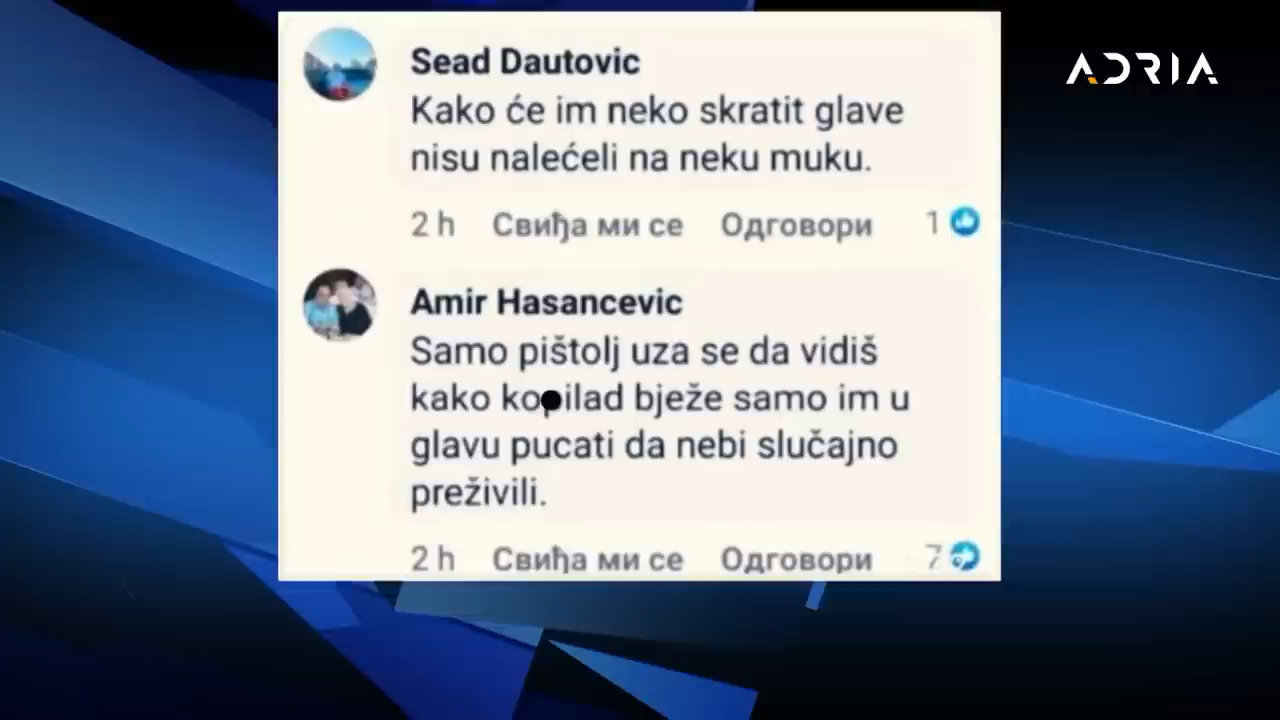 ADRIA
Sead Dautovic
Kako će im neko skratit glave
nisu nalećeli na neku muku.
2 h Свиђа ми се Одговори 1
Amir Hasancevic
Samo pištolj uza se da vidiš
kako kopilad bježe samo im u
glavu pucati da nebi slučajno
preživili.
2 h Свиђа ми се Одговори 7